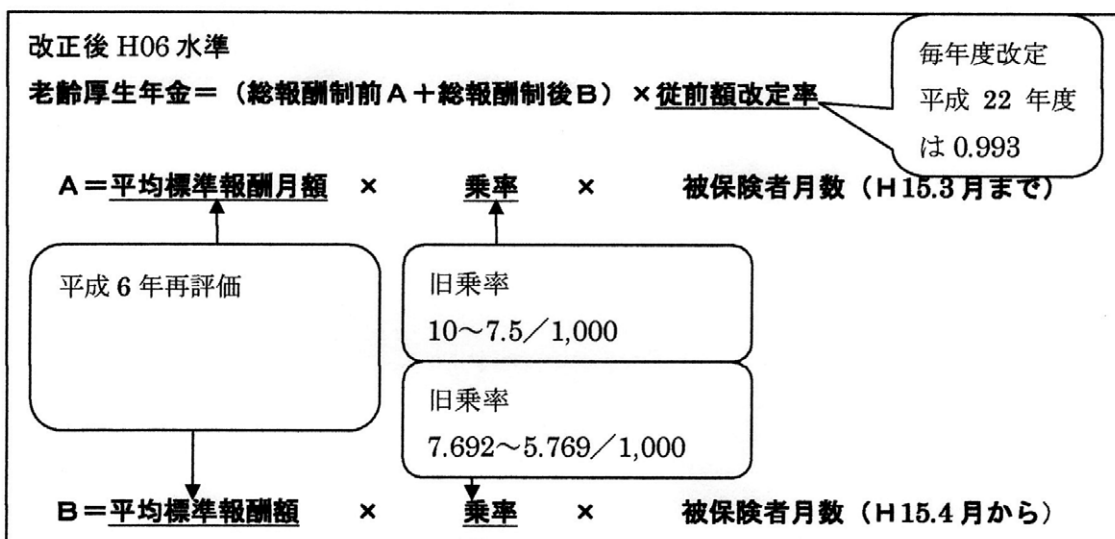 改正後 H06 水準
老齢厚生年金＝（総報酬制前A＋総報酬制後B）×従前額改定率
毎年度改定
平成 22 年度
は 0.993
A＝平均標準報酬月額 × 乗率 × 被保険者月数（H15.3月まで）
平成 6 年再評価
旧乗率
10～7.5／1,000
旧乗率
7.692～5.769／1,000
B＝平均標準報酬額 × 乗率 × 被保険者月数（H15.4月から）